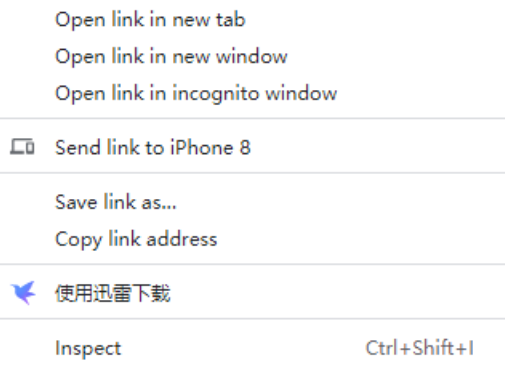 Open link in new tab
Open link in new window
Open link in incognito window
Send link to iPhone 8
Save link as...
Copy link address
使用迅雷下载
Inspect Ctrl+Shift+I